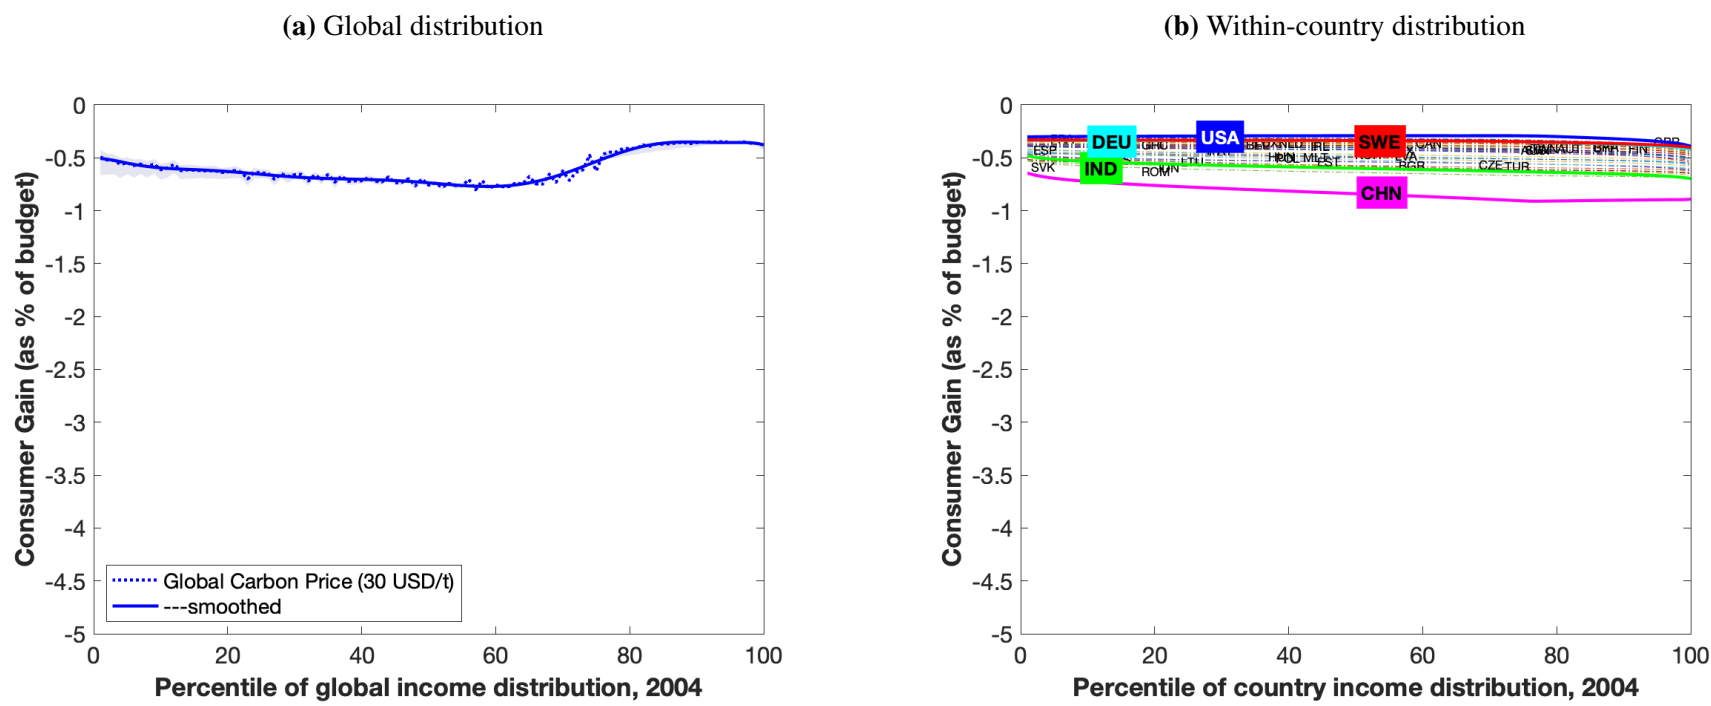 (a) Global distribution
0
-0.5
-1
-1.5
-2
-2.5
-3
-3.5
-4
-4.5
-5
Consumer Gain (as % of budget)
Global Carbon Price (30 USD/t)
---smoothed
0 20 40 60 80 100
Percentile of global income distribution, 2004
(b) Within-country distribution
0
-0.5
-1
-1.5
-2
-2.5
-3
-3.5
-4
-4.5
-5
Consumer Gain (as % of budget)
DEU
USA
SWE
IND
CHN
ESP
SVK
ROM
LTU
EST
IRL
CAN
BGR
CZE TUR
FIN
MLT
0 20 40 60 80 100
Percentile of country income distribution, 2004